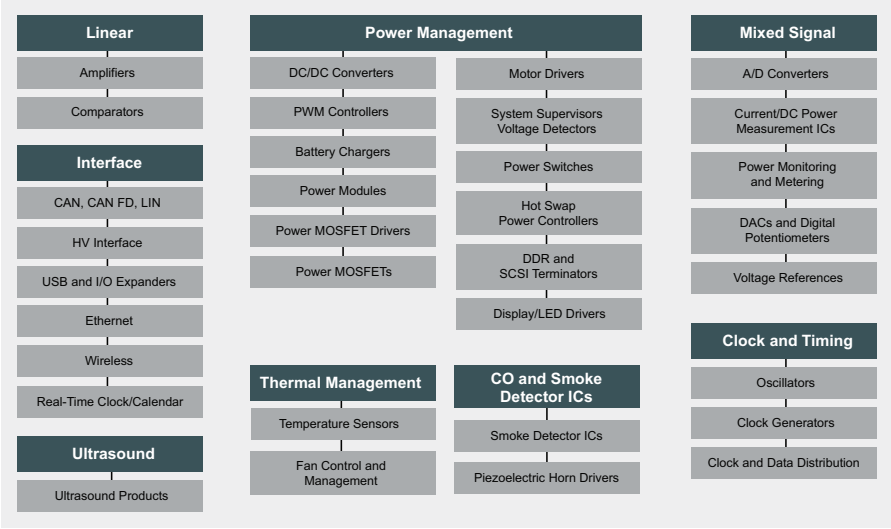 Linear
Amplifiers
Comparators
Interface
CAN, CAN FD, LIN
HV Interface
USB and I/O Expanders
Ethernet
Wireless
Real-Time Clock/Calendar
Ultrasound
Ultrasound Products
Power Management
DC/DC Converters
PWM Controllers
Battery Chargers
Power Modules
Power MOSFET Drivers
Power MOSFETs
Motor Drivers
System Supervisors
Voltage Detectors
Power Switches
Hot Swap
Power Controllers
DDR and
SCSI Terminators
Display/LED Drivers
Thermal Management
Temperature Sensors
Fan Control and
Management
CO and Smoke
Detector ICs
Smoke Detector ICs
Piezoelectric Horn Drivers
Mixed Signal
A/D Converters
Current/DC Power
Measurement ICs
Power Monitoring
and Metering
DACs and Digital
Potentiometers
Voltage References
Clock and Timing
Oscillators
Clock Generators
Clock and Data Distribution